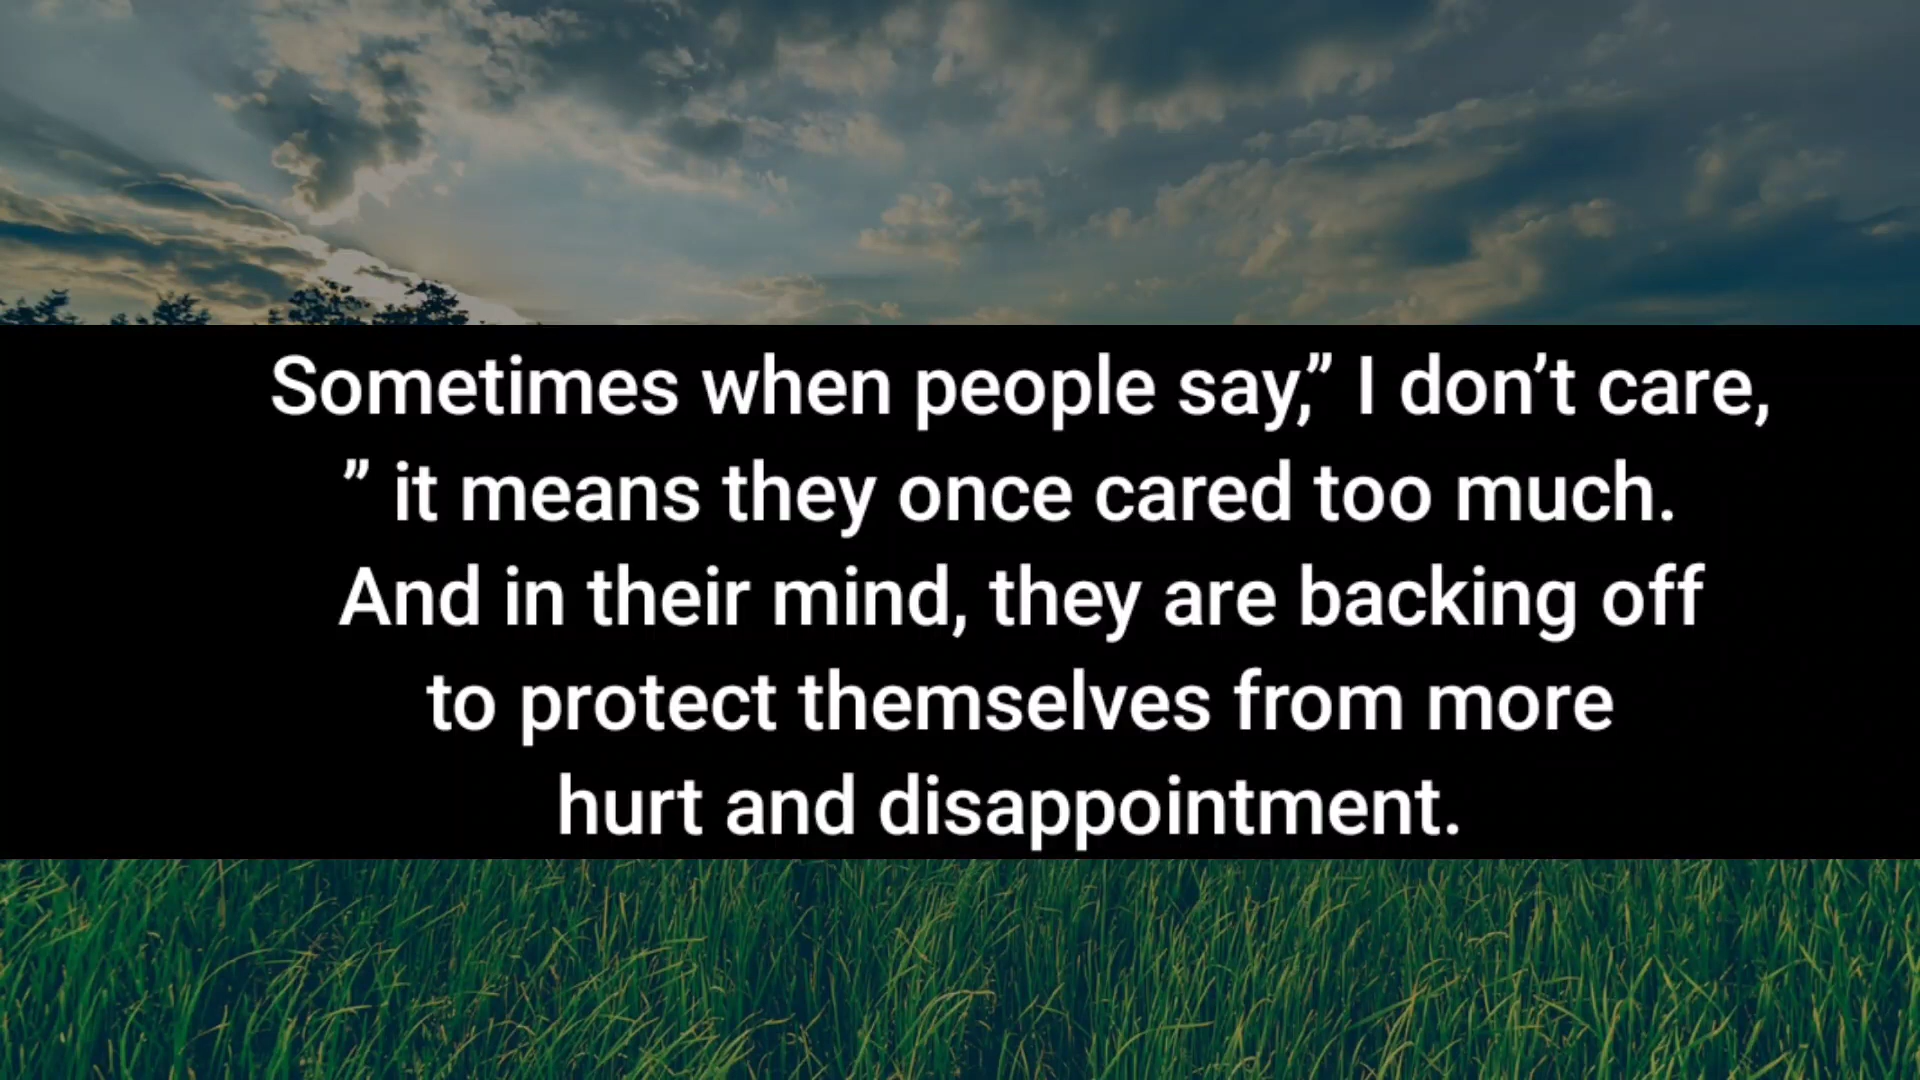 Sometimes when people say,” I don’t care,
” it means they once cared too much.
And in their mind, they are backing off
to protect themselves from more
hurt and disappointment.